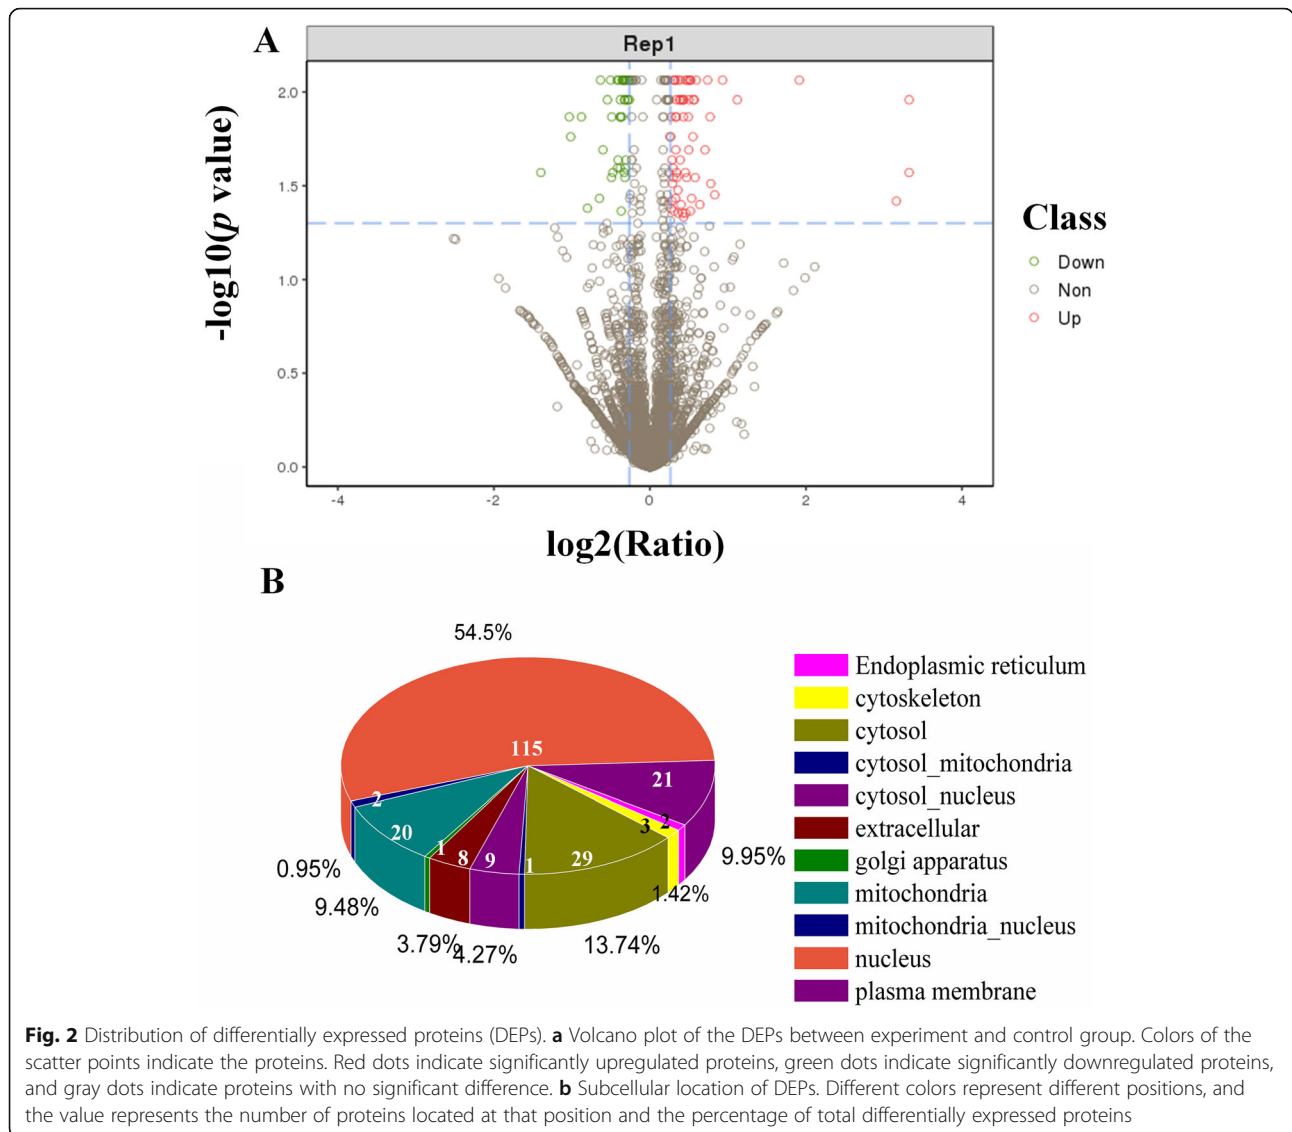 A
Rep1
-log10(p value)
2.0
1.5
1.0
0.5
0.0
-4
-2
0
2
4
log2(Ratio)
Class
Down
Non
Up
B
54.5%
115
21
2
3
29
1
9
8
1
20
2
0.95%
9.48%
3.79%
4.27%
13.74%
1.42%
9.95%
Endoplasmic reticulum
cytoskeleton
cytosol
cytosol_mitochondria
cytosol_nucleus
extracellular
golgi apparatus
mitochondria
mitochondria_nucleus
nucleus
plasma membrane
Fig. 2 Distribution of differentially expressed proteins (DEPs). a Volcano plot of the DEPs between experiment and control group. Colors of the
scatter points indicate the proteins. Red dots indicate significantly upregulated proteins, green dots indicate significantly downregulated proteins,
and gray dots indicate proteins with no significant difference. b Subcellular location of DEPs. Different colors represent different positions, and
the value represents the number of proteins located at that position and the percentage of total differentially expressed proteins